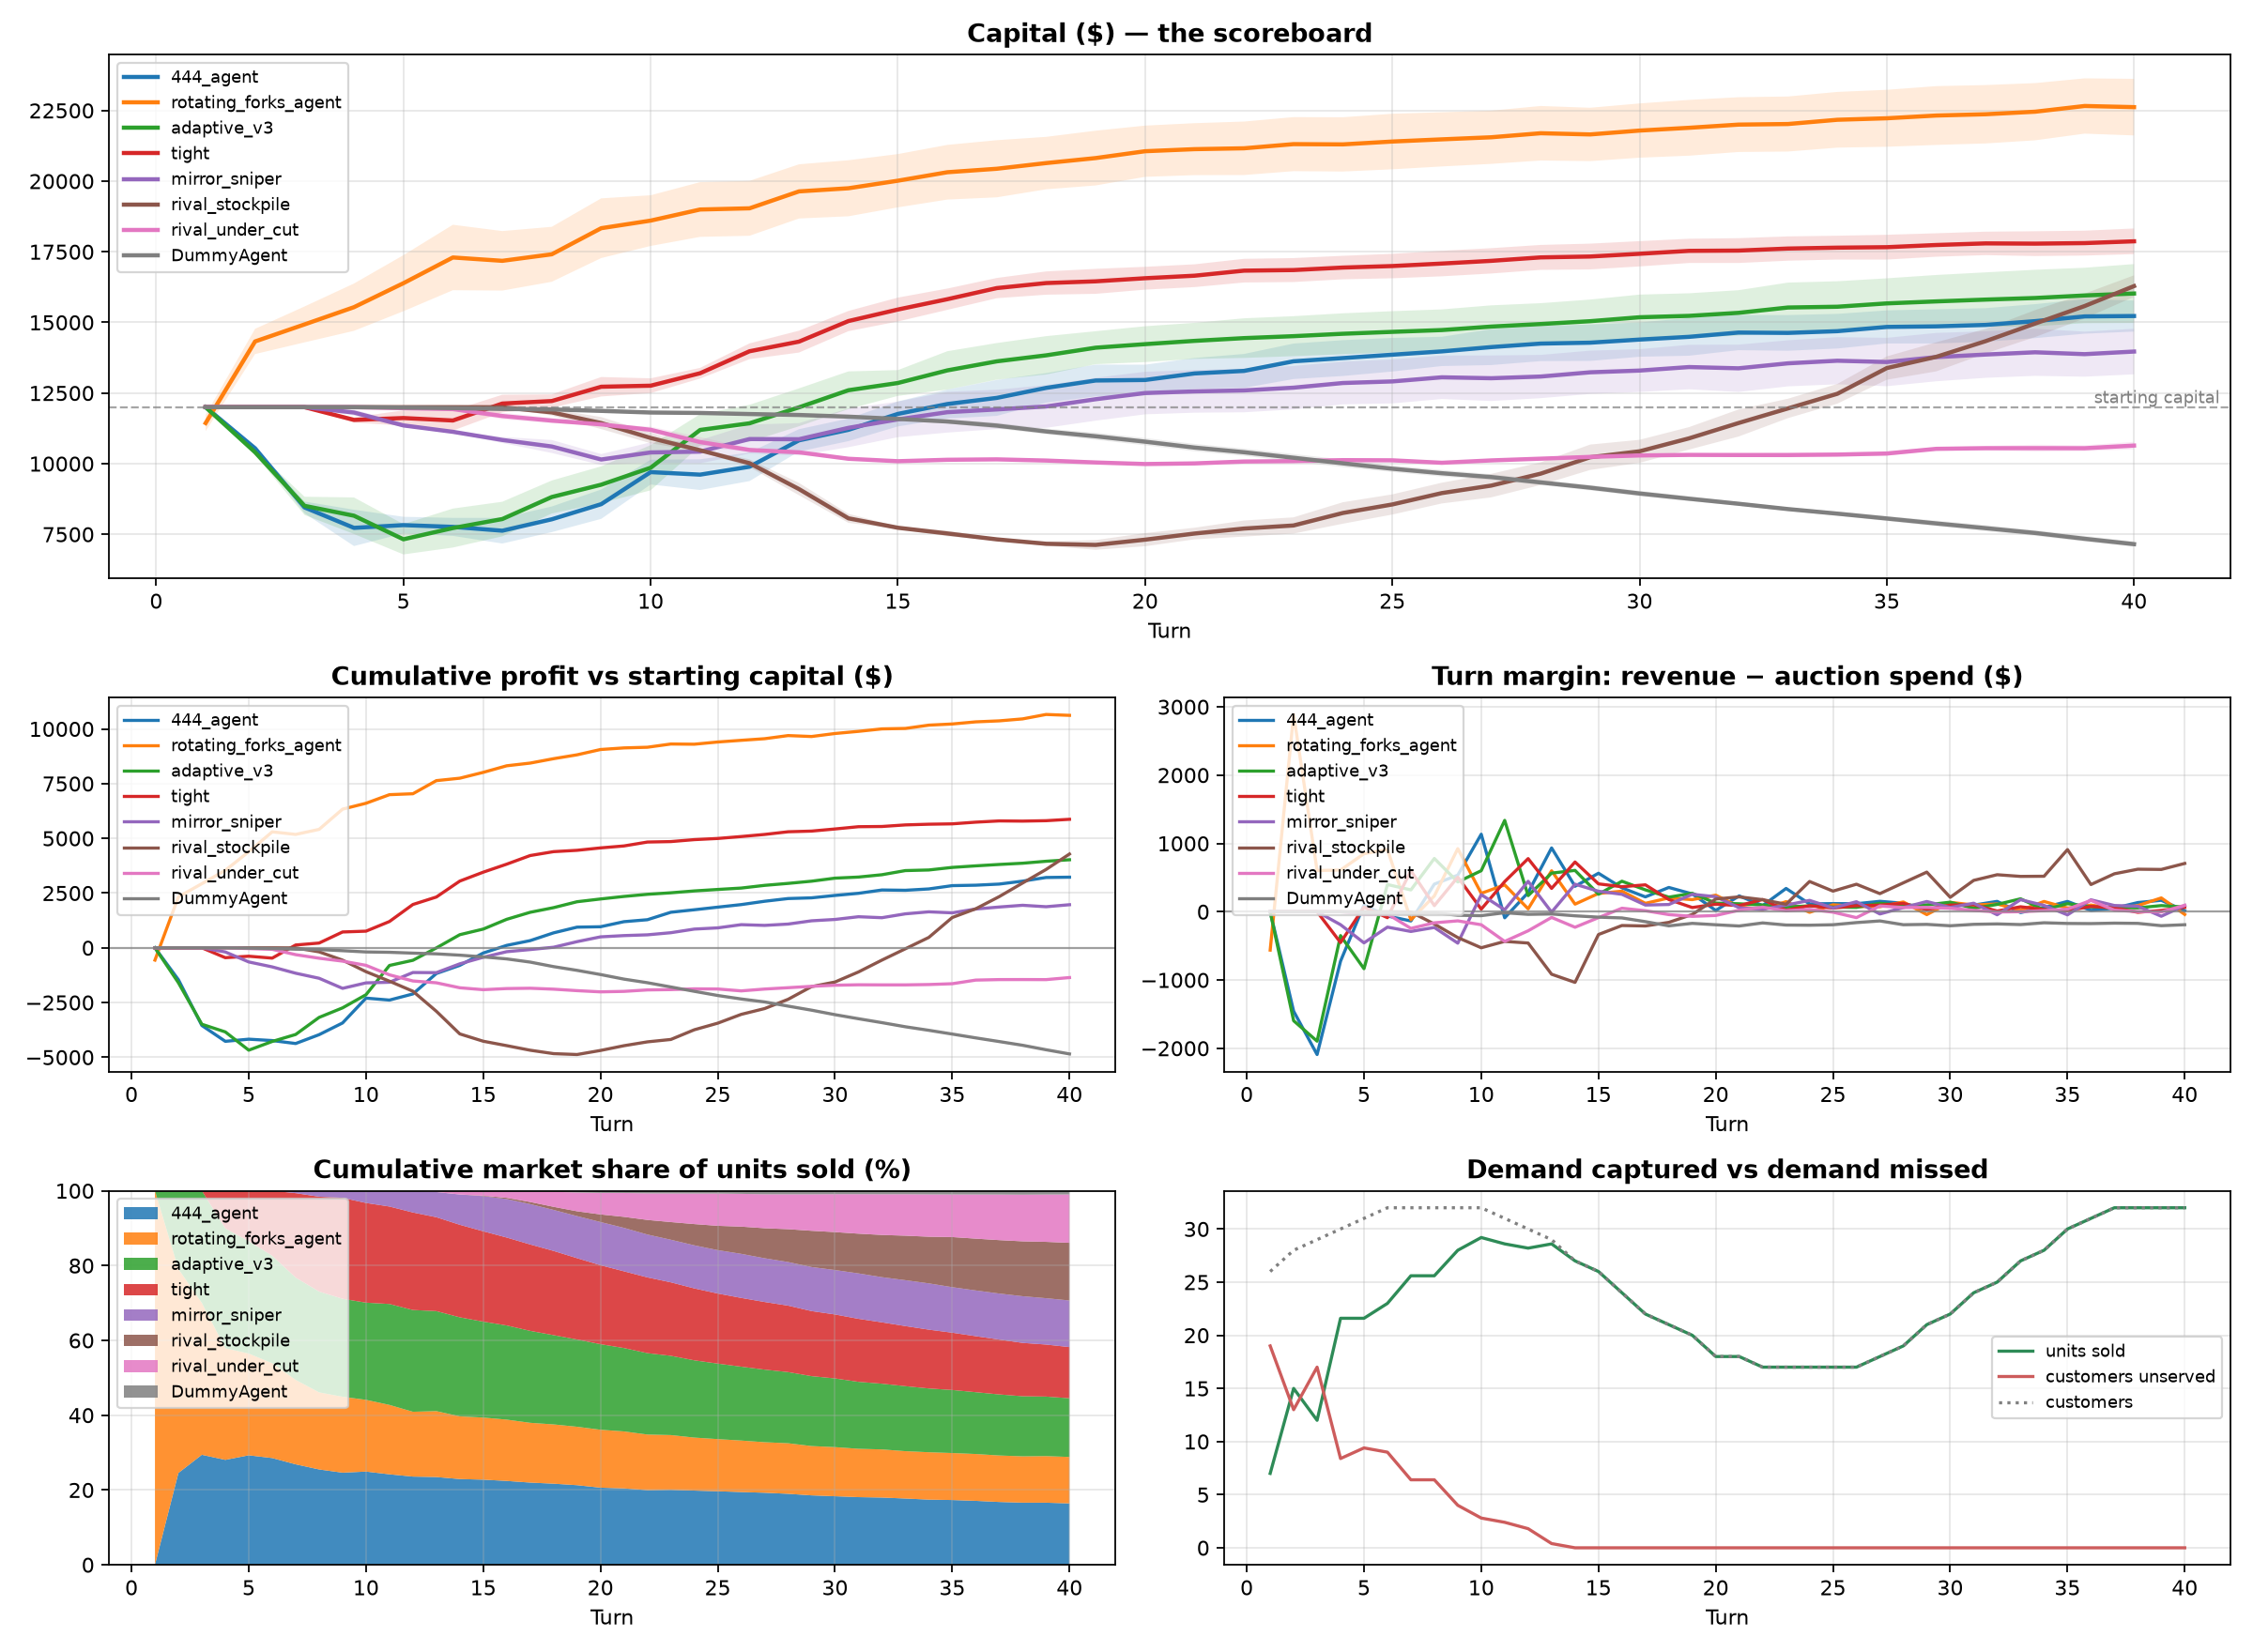 Capital ($) — the scoreboard
444_agent
rotating_forks_agent
adaptive_v3
tight
mirror_sniper
rival_stockpile
rival_under_cut
DummyAgent
22500
20000
17500
15000
12500
10000
7500
starting capital
0 5 10 15 20 25 30 35 40
Turn
Cumulative profit vs starting capital ($)
444_agent
rotating_forks_agent
adaptive_v3
tight
mirror_sniper
rival_stockpile
rival_under_cut
DummyAgent
10000
7500
5000
2500
0
−2500
−5000
0 5 10 15 20 25 30 35 40
Turn
Turn margin: revenue − auction spend ($)
444_agent
rotating_forks_agent
adaptive_v3
tight
mirror_sniper
rival_stockpile
rival_under_cut
DummyAgent
3000
2000
1000
0
−1000
−2000
0 5 10 15 20 25 30 35 40
Turn
Cumulative market share of units sold (%)
444_agent
rotating_forks_agent
adaptive_v3
tight
mirror_sniper
rival_stockpile
rival_under_cut
DummyAgent
100
80
60
40
20
0
0 5 10 15 20 25 30 35 40
Turn
Demand captured vs demand missed
30
25
20
15
10
5
0
units sold
customers unserved
customers
0 5 10 15 20 25 30 35 40
Turn